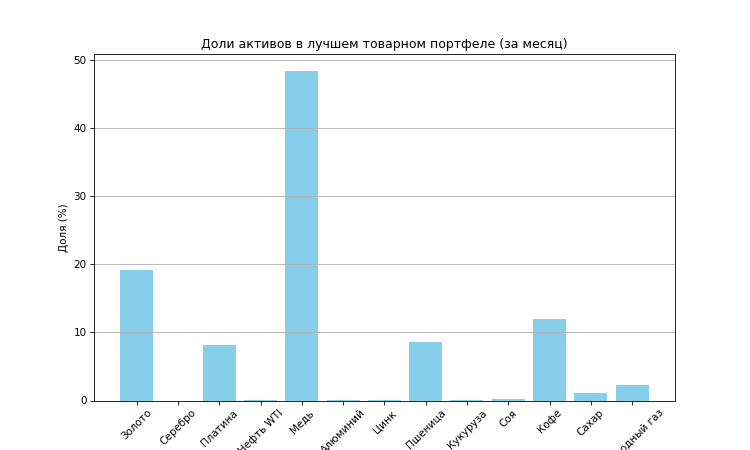 Доли активов в лучшем товарном портфеле (за месяц)
Доля (%)
50
40
30
20
10
0
Золото
Серебро
Платина
Нефть WTI
Медь
Алюминий
Цинк
Пшеница
Кукуруза
Соя
Кофе
Сахар
одный газ